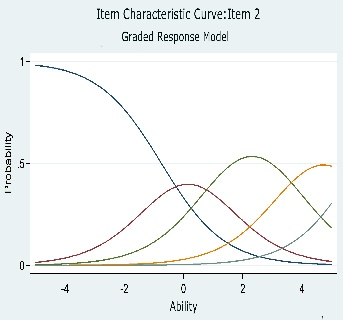 Item Characteristic Curve:Item 2
Graded Response Model
Probability
1
.5
0
-4
-2
0
2
4
Ability